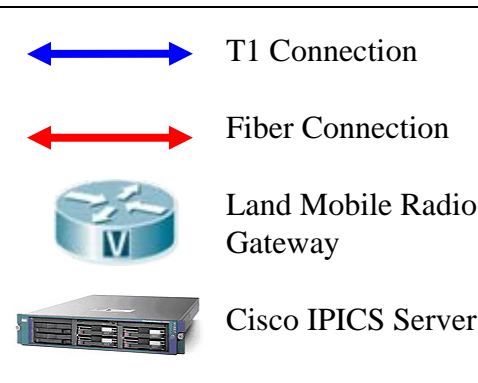 T1 Connection
Fiber Connection
Land Mobile Radio
Gateway
V
Cisco IPICS Server